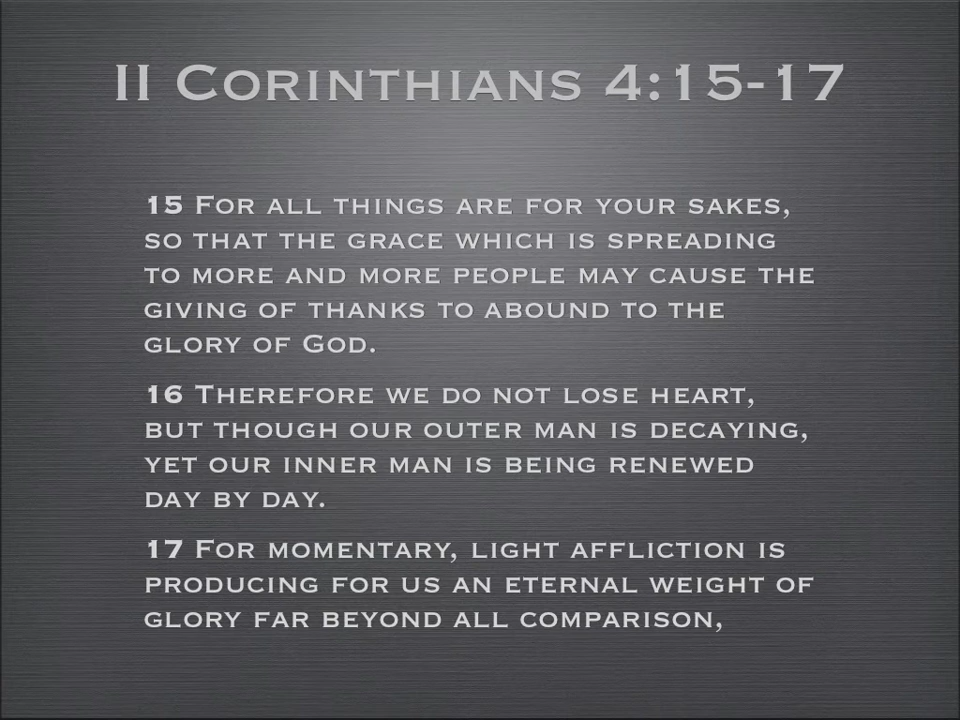 II Corinthians 4:15-17
15 For all things are for your sakes,
so that the grace which is spreading
to more and more people may cause the
giving of thanks to abound to the
glory of God.
16 Therefore we do not lose heart,
but though our outer man is decaying,
yet our inner man is being renewed
day by day.
17 For momentary, light affliction is
producing for us an eternal weight of
glory far beyond all comparison,